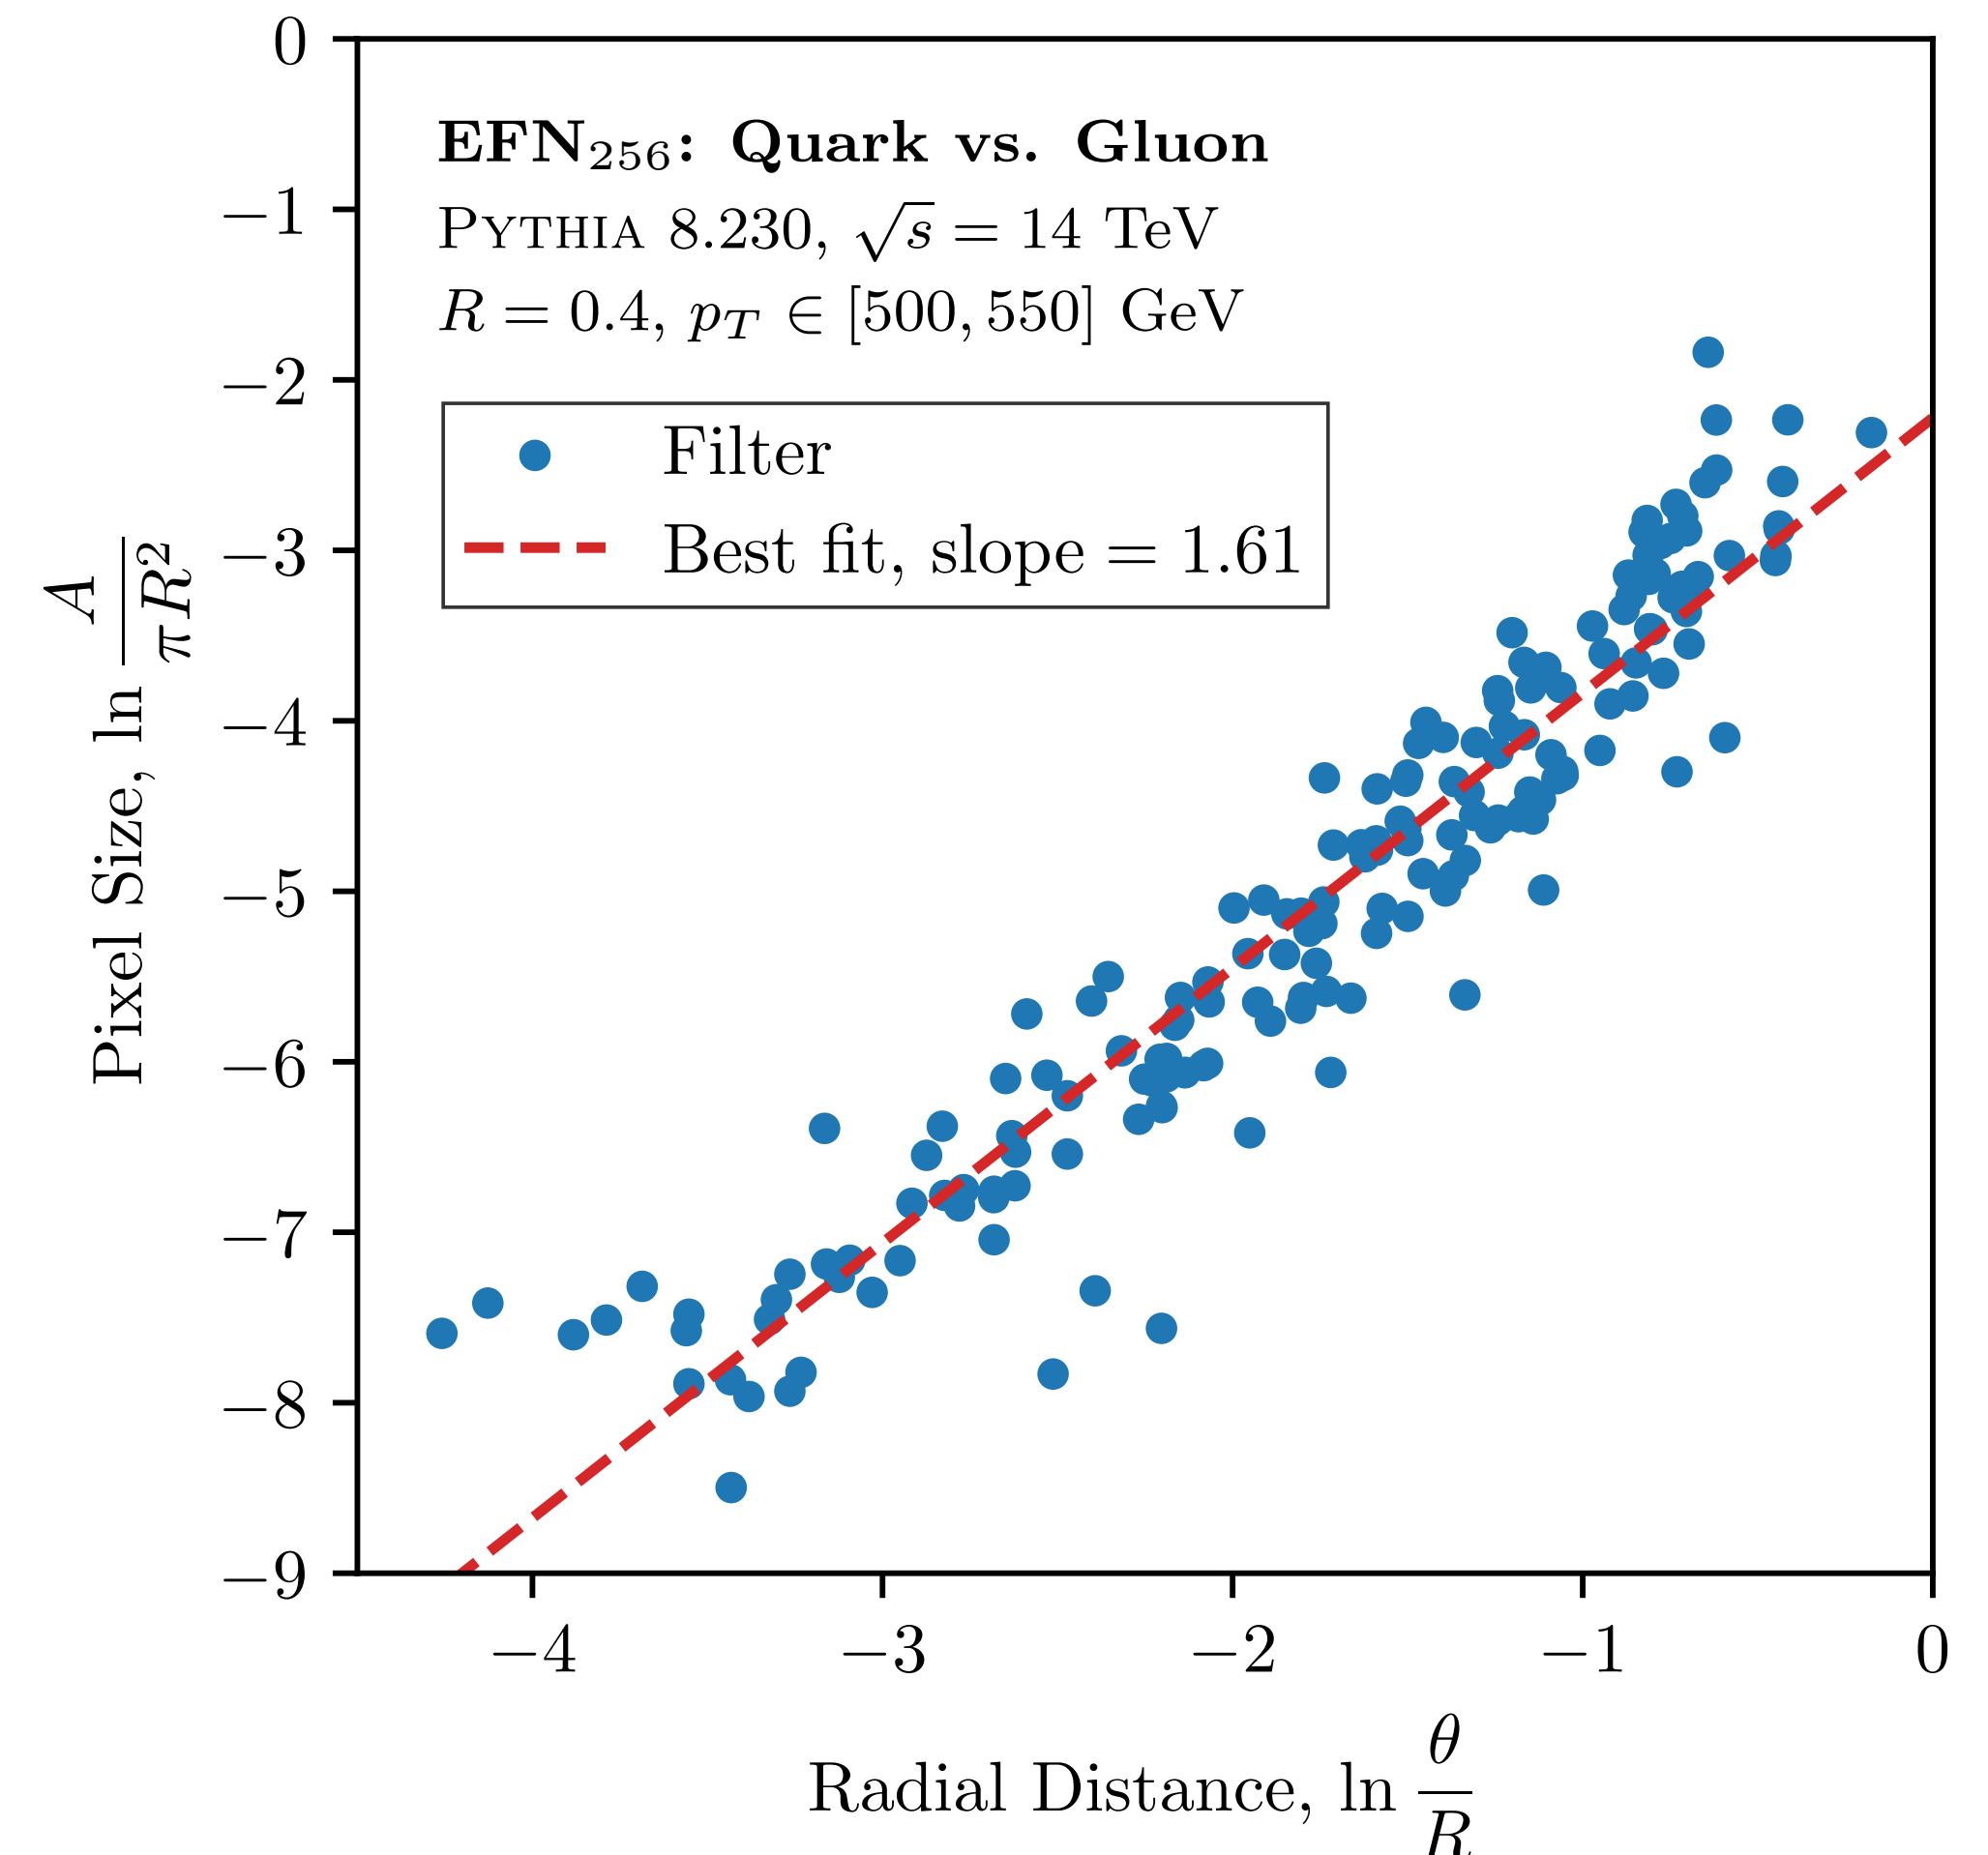 EFN₂₅₆: Quark vs. Gluon
Pythia 8.230, √s = 14 TeV
R = 0.4, p_T ∈ [500, 550] GeV
Filter
Best fit, slope = 1.61
0
−1
−2
−3
−4
−5
−6
−7
−8
−9
Pixel Size, ln A/πR²
−4 −3 −2 −1 0
Radial Distance, ln θ/R